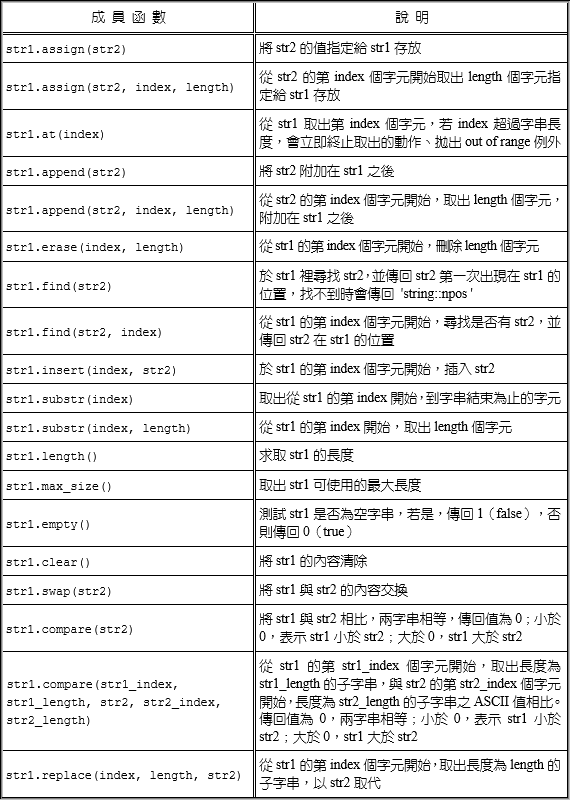 成 員 函 數
說 明
str1.assign(str2)
將 str2 的值指定給 str1 存放
str1.assign(str2, index, length)
從 str2 的第 index 個字元開始取出 length 個字元指
定給 str1 存放
str1.at(index)
從 str1 取出第 index 個字元，若 index 超過字串長
度，會立即終止取出的動作、拋出 out of range 例外
str1.append(str2)
將 str2 附加在 str1 之後
str1.append(str2, index, length)
從 str2 的第 index 個字元開始，取出 length 個字元，
附加在 str1 之後
str1.erase(index, length)
從 str1 的第 index 個字元開始，刪除 length 個字元
str1.find(str2)
於 str1 裡尋找 str2，並傳回 str2 第一次出現在 str1 的
位置，找不到時會傳回 'string::npos '
str1.find(str2, index)
從 str1 的第 index 個字元開始，尋找是否有 str2，並
傳回 str2 在 str1 的位置
str1.insert(index, str2)
於 str1 的第 index 個字元開始，插入 str2
str1.substr(index)
取出從 str1 的第 index 開始，到字串結束為止的字元
str1.substr(index, length)
從 str1 的第 index 開始，取出 length 個字元
str1.length()
求取 str1 的長度
str1.max_size()
取出 str1 可使用的最大長度
str1.empty()
測試 str1 是否為空字串，若是，傳回 1（false），否
則傳回 0（true）
str1.clear()
將 str1 的內容清除
str1.swap(str2)
將 str1 與 str2 的內容交換
str1.compare(str2)
將 str1 與 str2 相比，兩字串相等，傳回值為 0；小於
0，表示 str1 小於 str2；大於 0，str1 大於 str2
str1.compare(str1_index,
str1_length, str2, str2_index,
str2_length)
從 str1 的第 str1_index 個字元開始，取出長度為
str1_length 的子字串，與 str2 的第 str2_index 個字元
開始，長度為 str2_length 的子字串之 ASCII 值相比。
傳回值為 0，兩字串相等；小於 0，表示 str1 小於
str2；大於 0，str1 大於 str2
str1.replace(index, length, str2)
從 str1 的第 index 個字元開始，取出長度為 length 的
子字串，以 str2 取代